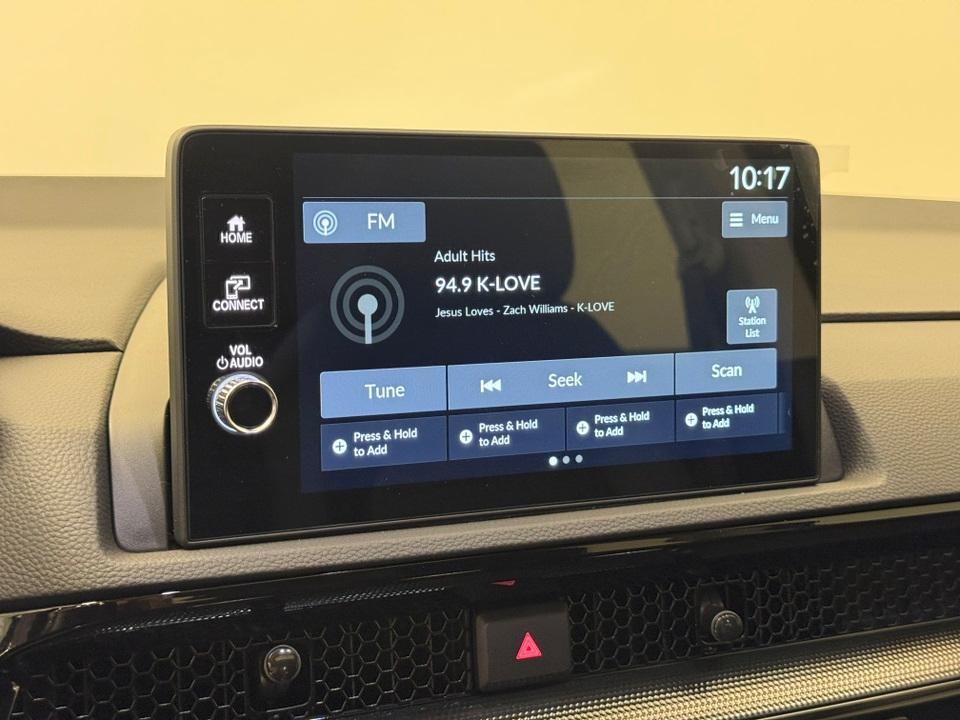 10:17
HOME
FM
Menu
Adult Hits
94.9 K-LOVE
Jesus Loves - Zach Williams - K-LOVE
CONNECT
Station
List
VOL
AUDIO
Tune
Seek
Scan
Press & Hold
to Add
Press & Hold
to Add
Press & Hold
to Add
Press & Hold
to Add